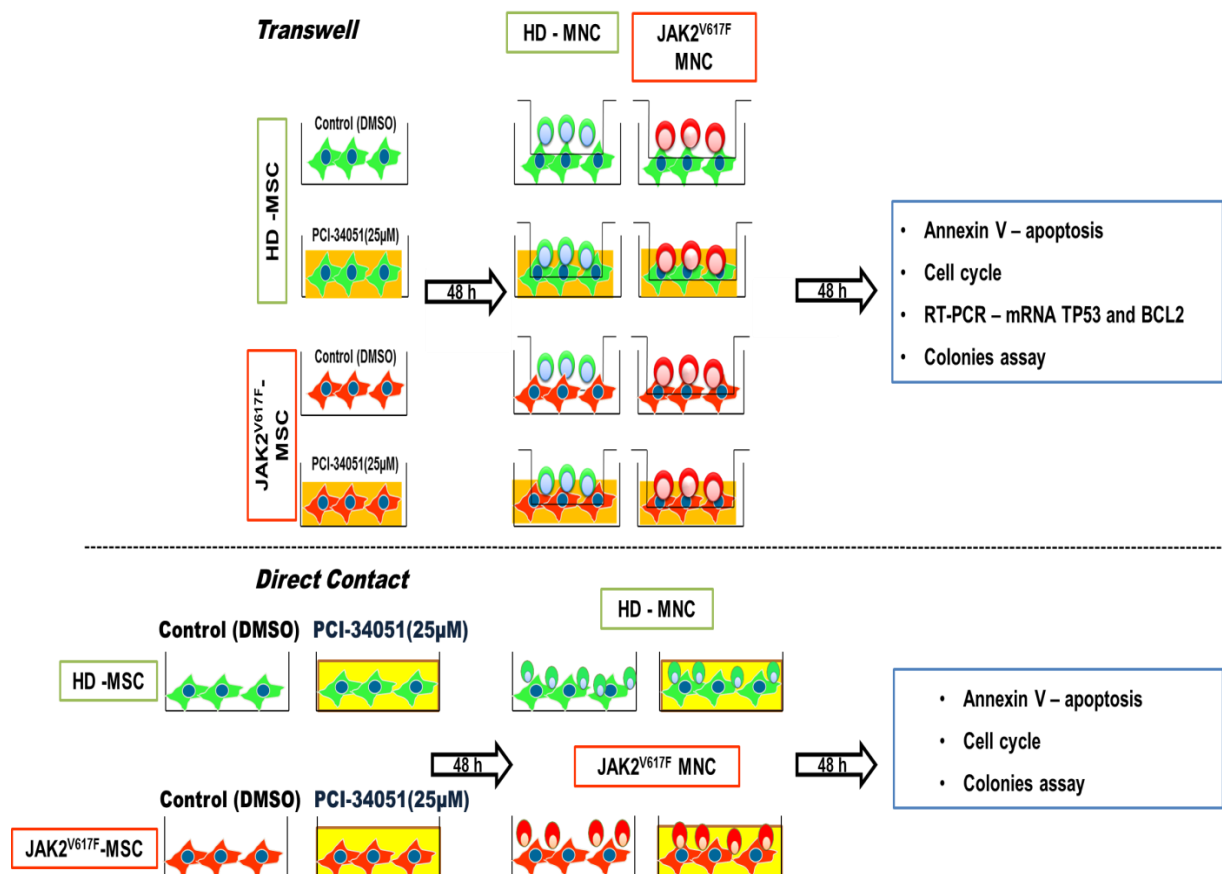 Transwell
HD - MNC
JAK2V617F
MNC
HD -MSC
Control (DMSO)
PCI-34051(25µM)
48 h
48 h
Control (DMSO)
JAK2V617F-
MSC
PCI-34051(25µM)
• Annexin V – apoptosis
• Cell cycle
• RT-PCR – mRNA TP53 and BCL2
• Colonies assay
Direct Contact
HD - MNC
Control (DMSO) PCI-34051(25µM)
HD -MSC
48 h
JAK2V617F MNC
48 h
Control (DMSO) PCI-34051(25µM)
JAK2V617F-MSC
• Annexin V – apoptosis
• Cell cycle
• Colonies assay